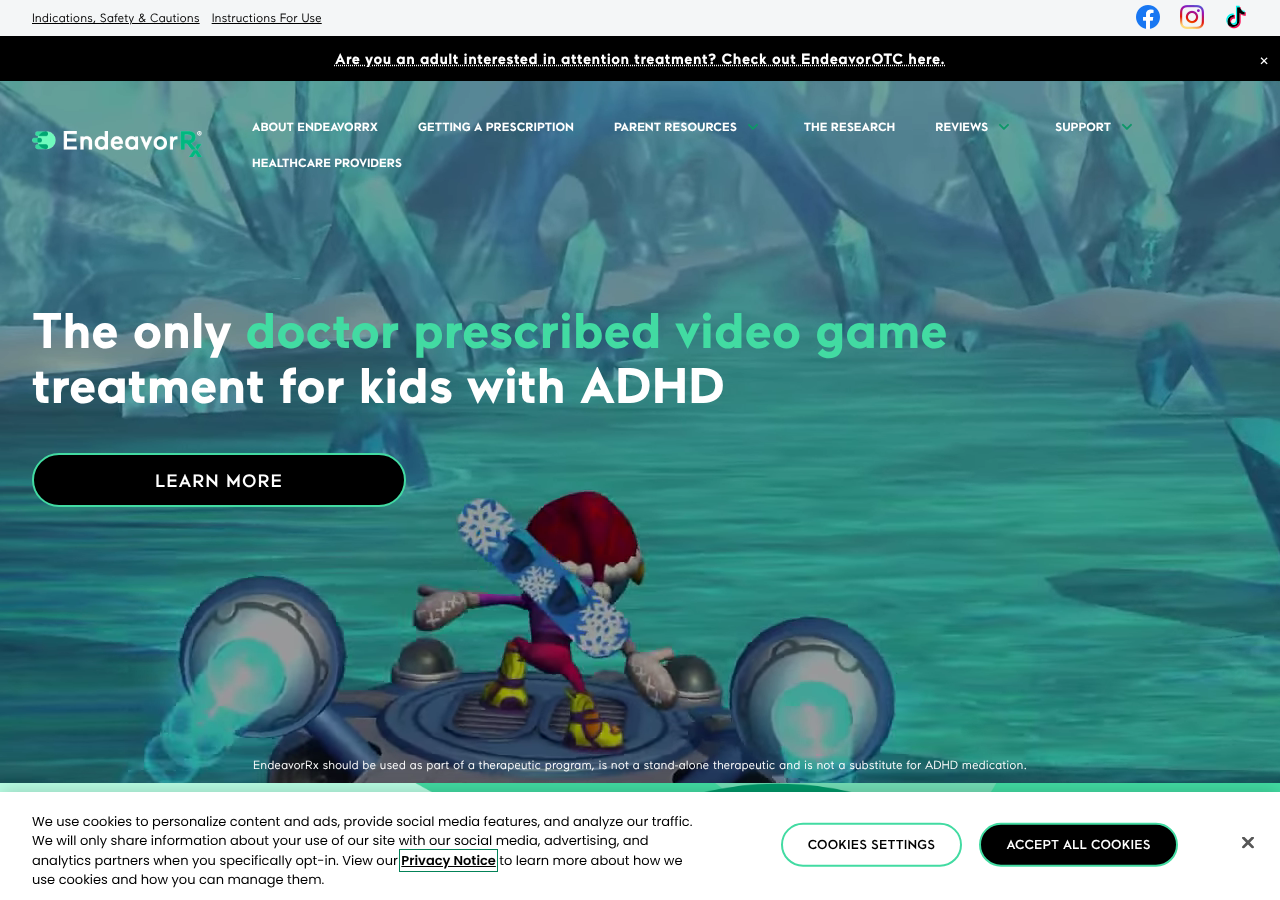 Indications, Safety & Cautions Instructions For Use
Are you an adult interested in attention treatment? Check out EndeavorOTC here.
×
EndeavorRx®
ABOUT ENDEAVORRX GETTING A PRESCRIPTION PARENT RESOURCES THE RESEARCH REVIEWS SUPPORT
HEALTHCARE PROVIDERS
The only doctor prescribed video game
treatment for kids with ADHD
LEARN MORE
EndeavorRx should be used as part of a therapeutic program, is not a stand-alone therapeutic and is not a substitute for ADHD medication.
We use cookies to personalize content and ads, provide social media features, and analyze our traffic.
We will only share information about your use of our site with our social media, advertising, and
analytics partners when you specifically opt-in. View our Privacy Notice to learn more about how we
use cookies and how you can manage them.
COOKIES SETTINGS
ACCEPT ALL COOKIES